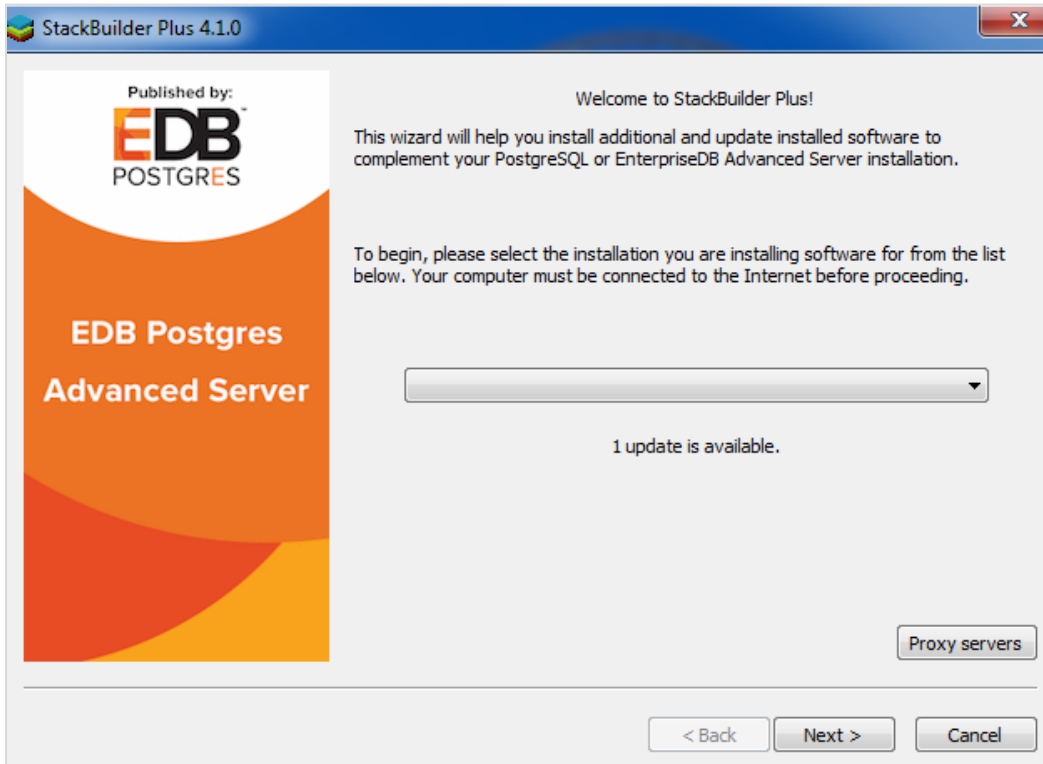 StackBuilder Plus 4.1.0
Published by:
EDB™
POSTGRES
EDB Postgres
Advanced Server
Welcome to StackBuilder Plus!
This wizard will help you install additional and update installed software to
complement your PostgreSQL or EnterpriseDB Advanced Server installation.
To begin, please select the installation you are installing software for from the list
below. Your computer must be connected to the Internet before proceeding.
1 update is available.
Proxy servers
< Back
Next >
Cancel